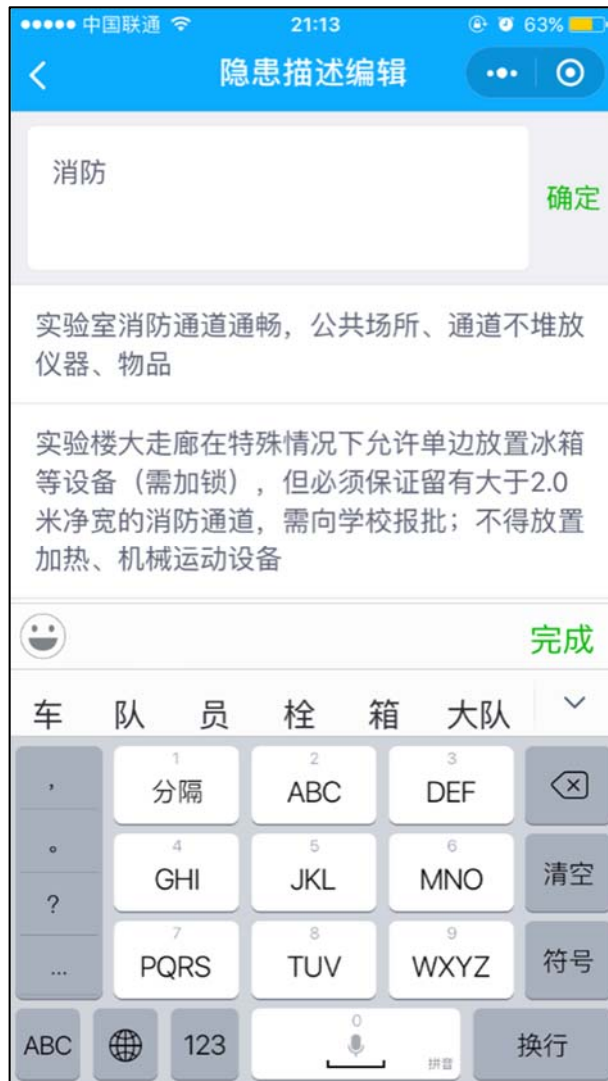 中国联通 21:13 63%
隐患描述编辑
消防
确定
实验室消防通道通畅，公共场所、通道不堆放
仪器、物品
实验楼大走廊在特殊情况下允许单边放置冰箱
等设备（需加锁），但必须保证留有大于2.0
米净宽的消防通道，需向学校报批；不得放置
加热、机械运动设备
完成
车 队 员 栓 箱 大队
， 1 分隔 2 ABC 3 DEF
。 4 GHI 5 JKL 6 MNO 清空
?
... 7 PQRS 8 TUV 9 WXYZ 符号
ABC 123 0 拼音 换行